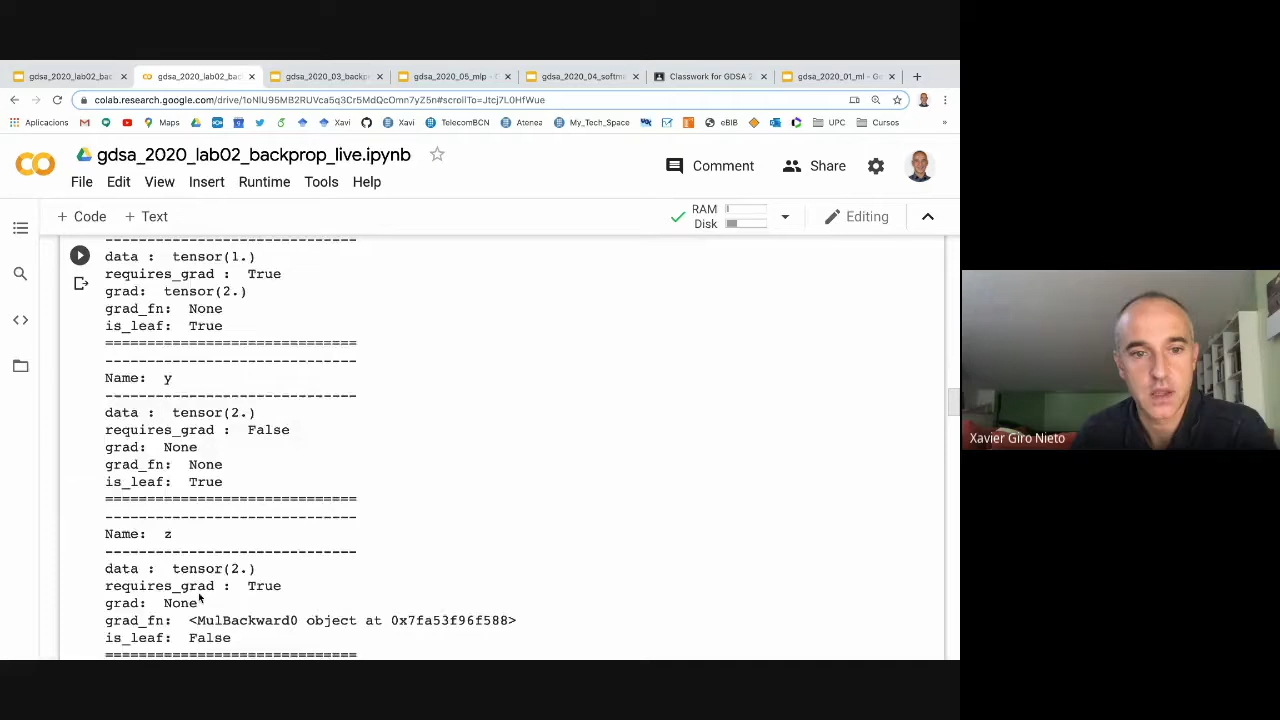 gdsa_2020_lab02_bac
gdsa_2020_lab02_bac
gdsa_2020_03_backp
gdsa_2020_05_mlp - G
gdsa_2020_04_softm
Classwork for GDSA 2
gdsa_2020_01_ml - Go
colab.research.google.com/drive/1oNlU95MB2RUVca5q3Cr5MdQcOmn7yZ5n#scrollTo=Jtcj7L0HfWue
Aplicaciones
Maps
Xavi
Xavi
TelecomBCN
Atenea
My_Tech_Space
eBIB
UPC
Cursos
»
CO
gdsa_2020_lab02_backprop_live.ipynb
Comment
Share
File Edit View Insert Runtime Tools Help
+ Code + Text
RAM
Disk
Editing
-----------------------------
data : tensor(1.)
requires_grad : True
grad: tensor(2.)
grad_fn: None
is_leaf: True
=============================
-----------------------------
Name: y
-----------------------------
data : tensor(2.)
requires_grad : False
grad: None
grad_fn: None
is_leaf: True
=============================
-----------------------------
Name: z
-----------------------------
data : tensor(2.)
requires_grad : True
grad: None
grad_fn: <MulBackward0 object at 0x7fa53f96f588>
is_leaf: False
=============================
Xavier Giro Nieto